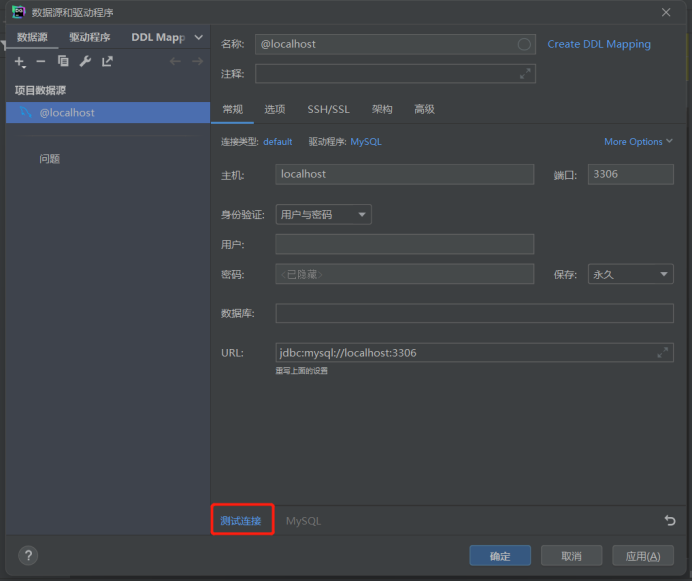 数据源和驱动程序
数据源 驱动程序 DDL Mapp
项目数据源
@localhost
问题
名称: @localhost Create DDL Mapping
注释:
常规 选项 SSH/SSL 架构 高级
连接类型: default 驱动程序: MySQL More Options
主机: localhost 端口: 3306
身份验证: 用户与密码
用户:
密码: <已隐藏> 保存: 永久
数据库:
URL: jdbc:mysql://localhost:3306
重写上面的设置
测试连接 MySQL
? 确定 取消 应用(A)